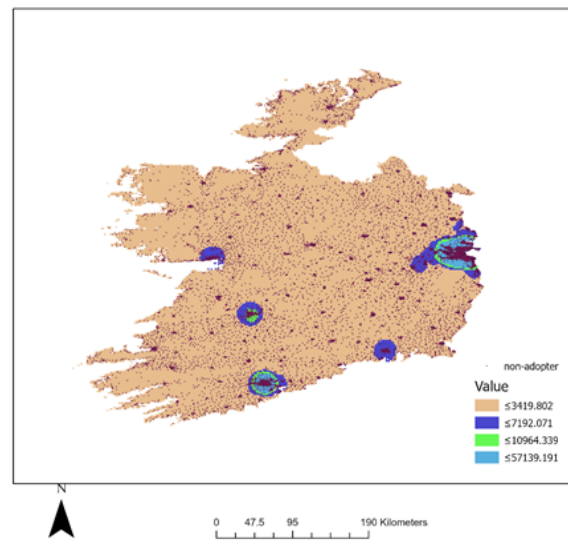 non-adopter
Value
≤3419.802
≤7192.071
≤10964.339
≤57139.191
N
0 47.5 95 190 Kilometers